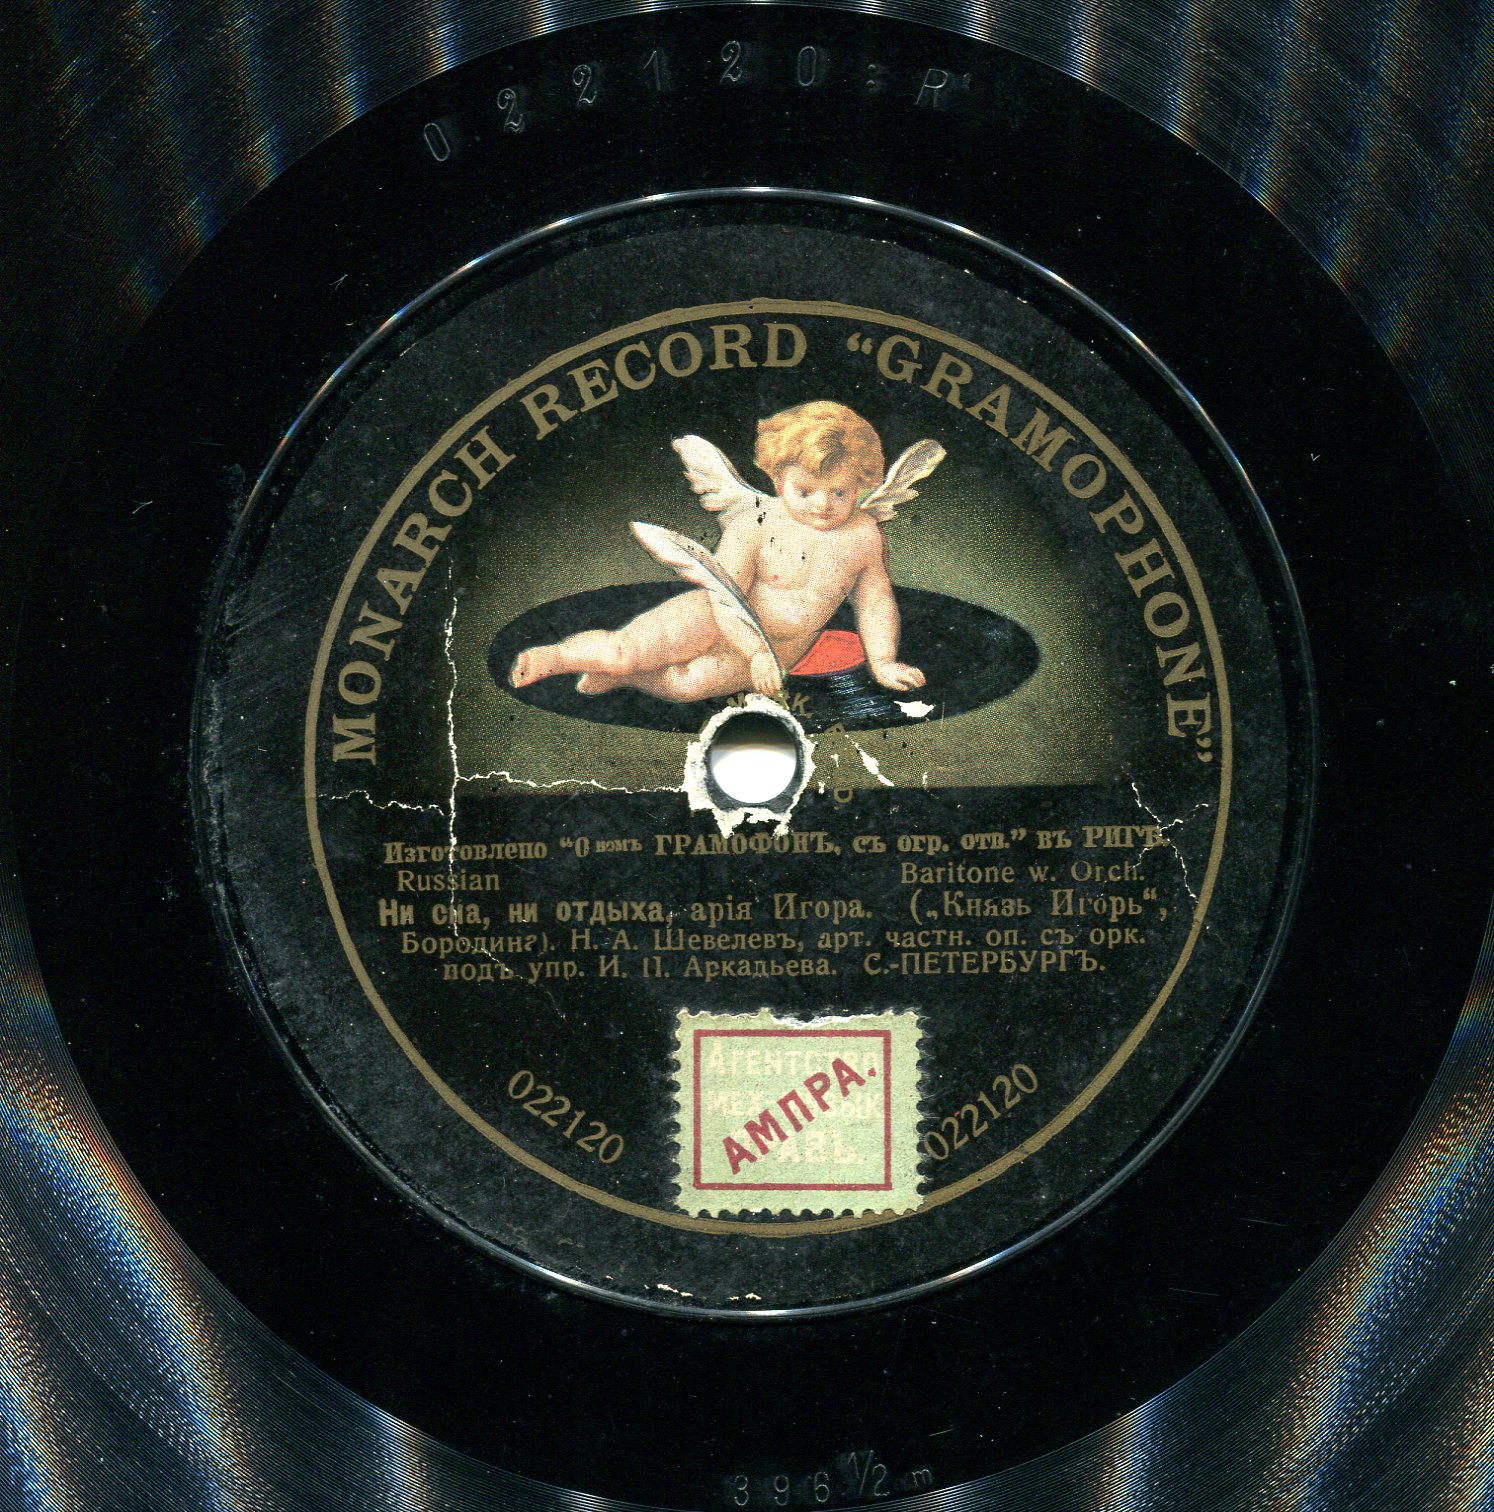 022120 : R
MONARCH RECORD “GRAMOPHONE”
Изготовлено “О вомъ ГРАМОФОНЪ, съ огр. отв.” въ РИГѢ.
Russian Baritone w. Orch.
Ни сна, ни отдыха, арія Игора. („Князь Игорь“,
Бородина). Н. А. Шевелевъ, арт. частн. оп. съ орк.
подъ упр. И. П. Аркадьева. С.-ПЕТЕРБУРГЪ.
022120 022120
АГЕНТСТВО
АМПРА.
396 1/2 m